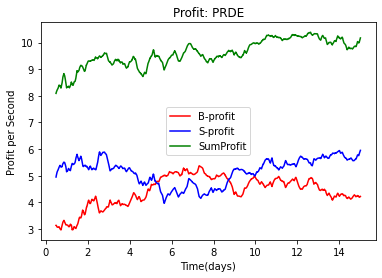 Profit: PRDE
10
9
8
7
6
5
4
3
Profit per Second
B-profit
S-profit
SumProfit
0 2 4 6 8 10 12 14
Time(days)